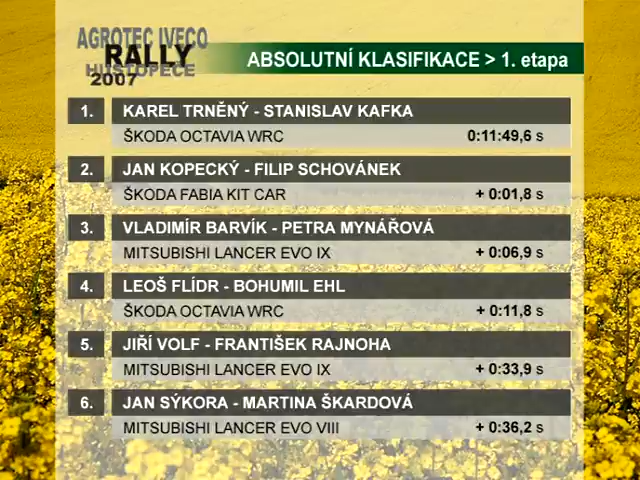 AGROTEC IVECO
RALLY
HUSTOPEČE
2007
ABSOLUTNÍ KLASIFIKACE > 1. etapa
1. KAREL TRNĚNÝ - STANISLAV KAFKA
ŠKODA OCTAVIA WRC 0:11:49,6 s
2. JAN KOPECKÝ - FILIP SCHOVÁNEK
ŠKODA FABIA KIT CAR + 0:01,8 s
3. VLADIMÍR BARVÍK - PETRA MYNÁŘOVÁ
MITSUBISHI LANCER EVO IX + 0:06,9 s
4. LEOŠ FLÍDR - BOHUMIL EHL
ŠKODA OCTAVIA WRC + 0:11,8 s
5. JIŘÍ VOLF - FRANTIŠEK RAJNOHA
MITSUBISHI LANCER EVO IX + 0:33,9 s
6. JAN SÝKORA - MARTINA ŠKARDOVÁ
MITSUBISHI LANCER EVO VIII + 0:36,2 s